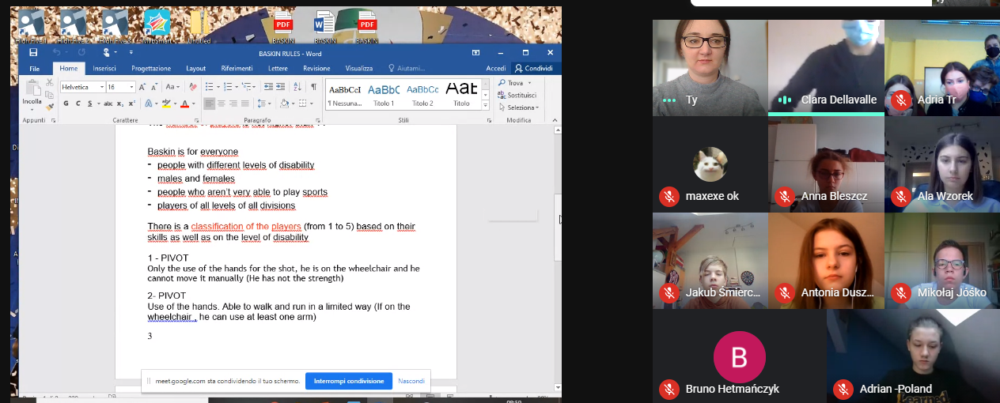 PDF
PDF
BASKIN
BASKIN
BASKIN
Untitled
BASKIN RULES - Word
File
Home
Inserisci
Progettazione
Layout
Riferimenti
Lettere
Revisione
Visualizza
Aiutami...
Accedi
Condividi
Incolla
Helvetica
16
Aa
G C S abc x₂ x²
AaBbCcI
AaBbC
AaBbCc
AaB
¶ Nessuna...
Titolo 1
Titolo 2
Titolo
Trova
Sostituisci
Seleziona
Appunti
Carattere
Paragrafo
Stili
Modifica
Baskin is for everyone
- people with different levels of disability
- males and females
- people who aren't very able to play sports
- players of all levels of all divisions
There is a classification of the players (from 1 to 5) based on their
skills as well as on the level of disability
1 - PIVOT
Only the use of the hands for the shot, he is on the wheelchair and he
cannot move it manually (He has not the strength)
2- PIVOT
Use of the hands. Able to walk and run in a limited way (If on the
wheelchair , he can use at least one arm)
3
meet.google.com sta condividendo il tuo schermo.
Interrompi condivisione
Nascondi
Ty
Clara Dellavalle
Adria Tr
maxexe ok
Anna Bleszcz
Ala Wzorek
Jakub Śmierc...
Antonia Dusz...
Mikołaj Jóśko
B
Bruno Hetmańczyk
Adrian -Poland